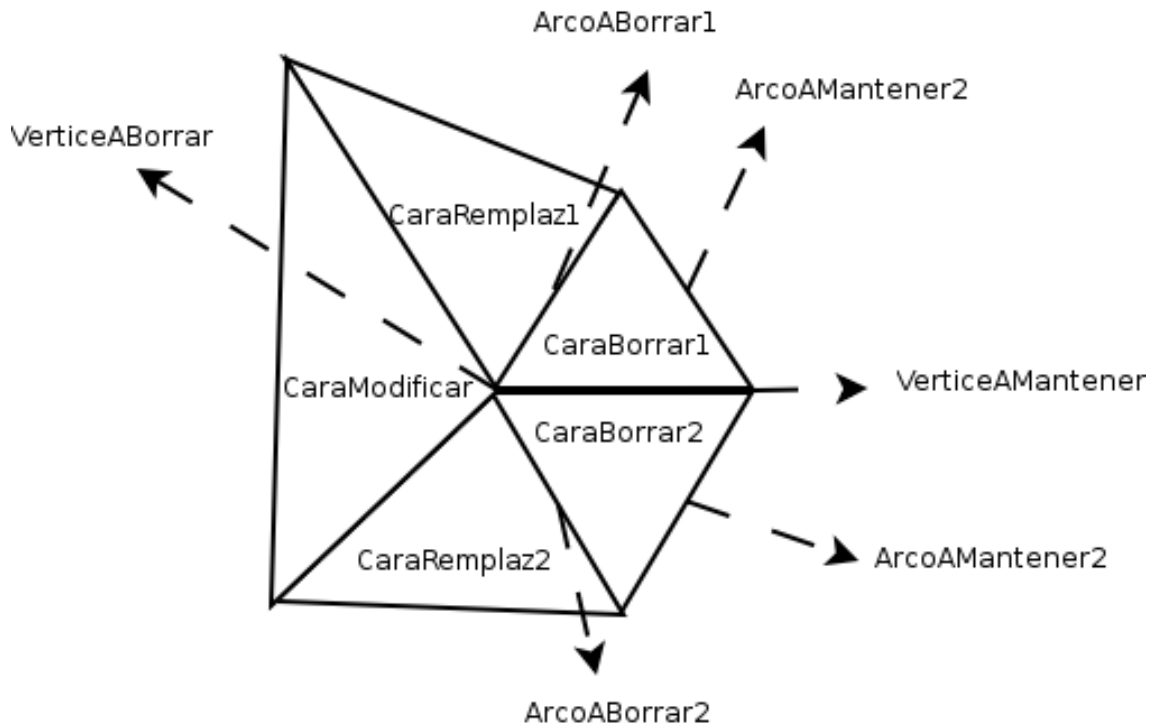 ArcoABorrar1
ArcoAMantener2
VerticeABorrar
CaraRemplaz1
CaraBorrar1
CaraModificar
VerticeAMantener
CaraBorrar2
CaraRemplaz2
ArcoAMantener2
ArcoABorrar2